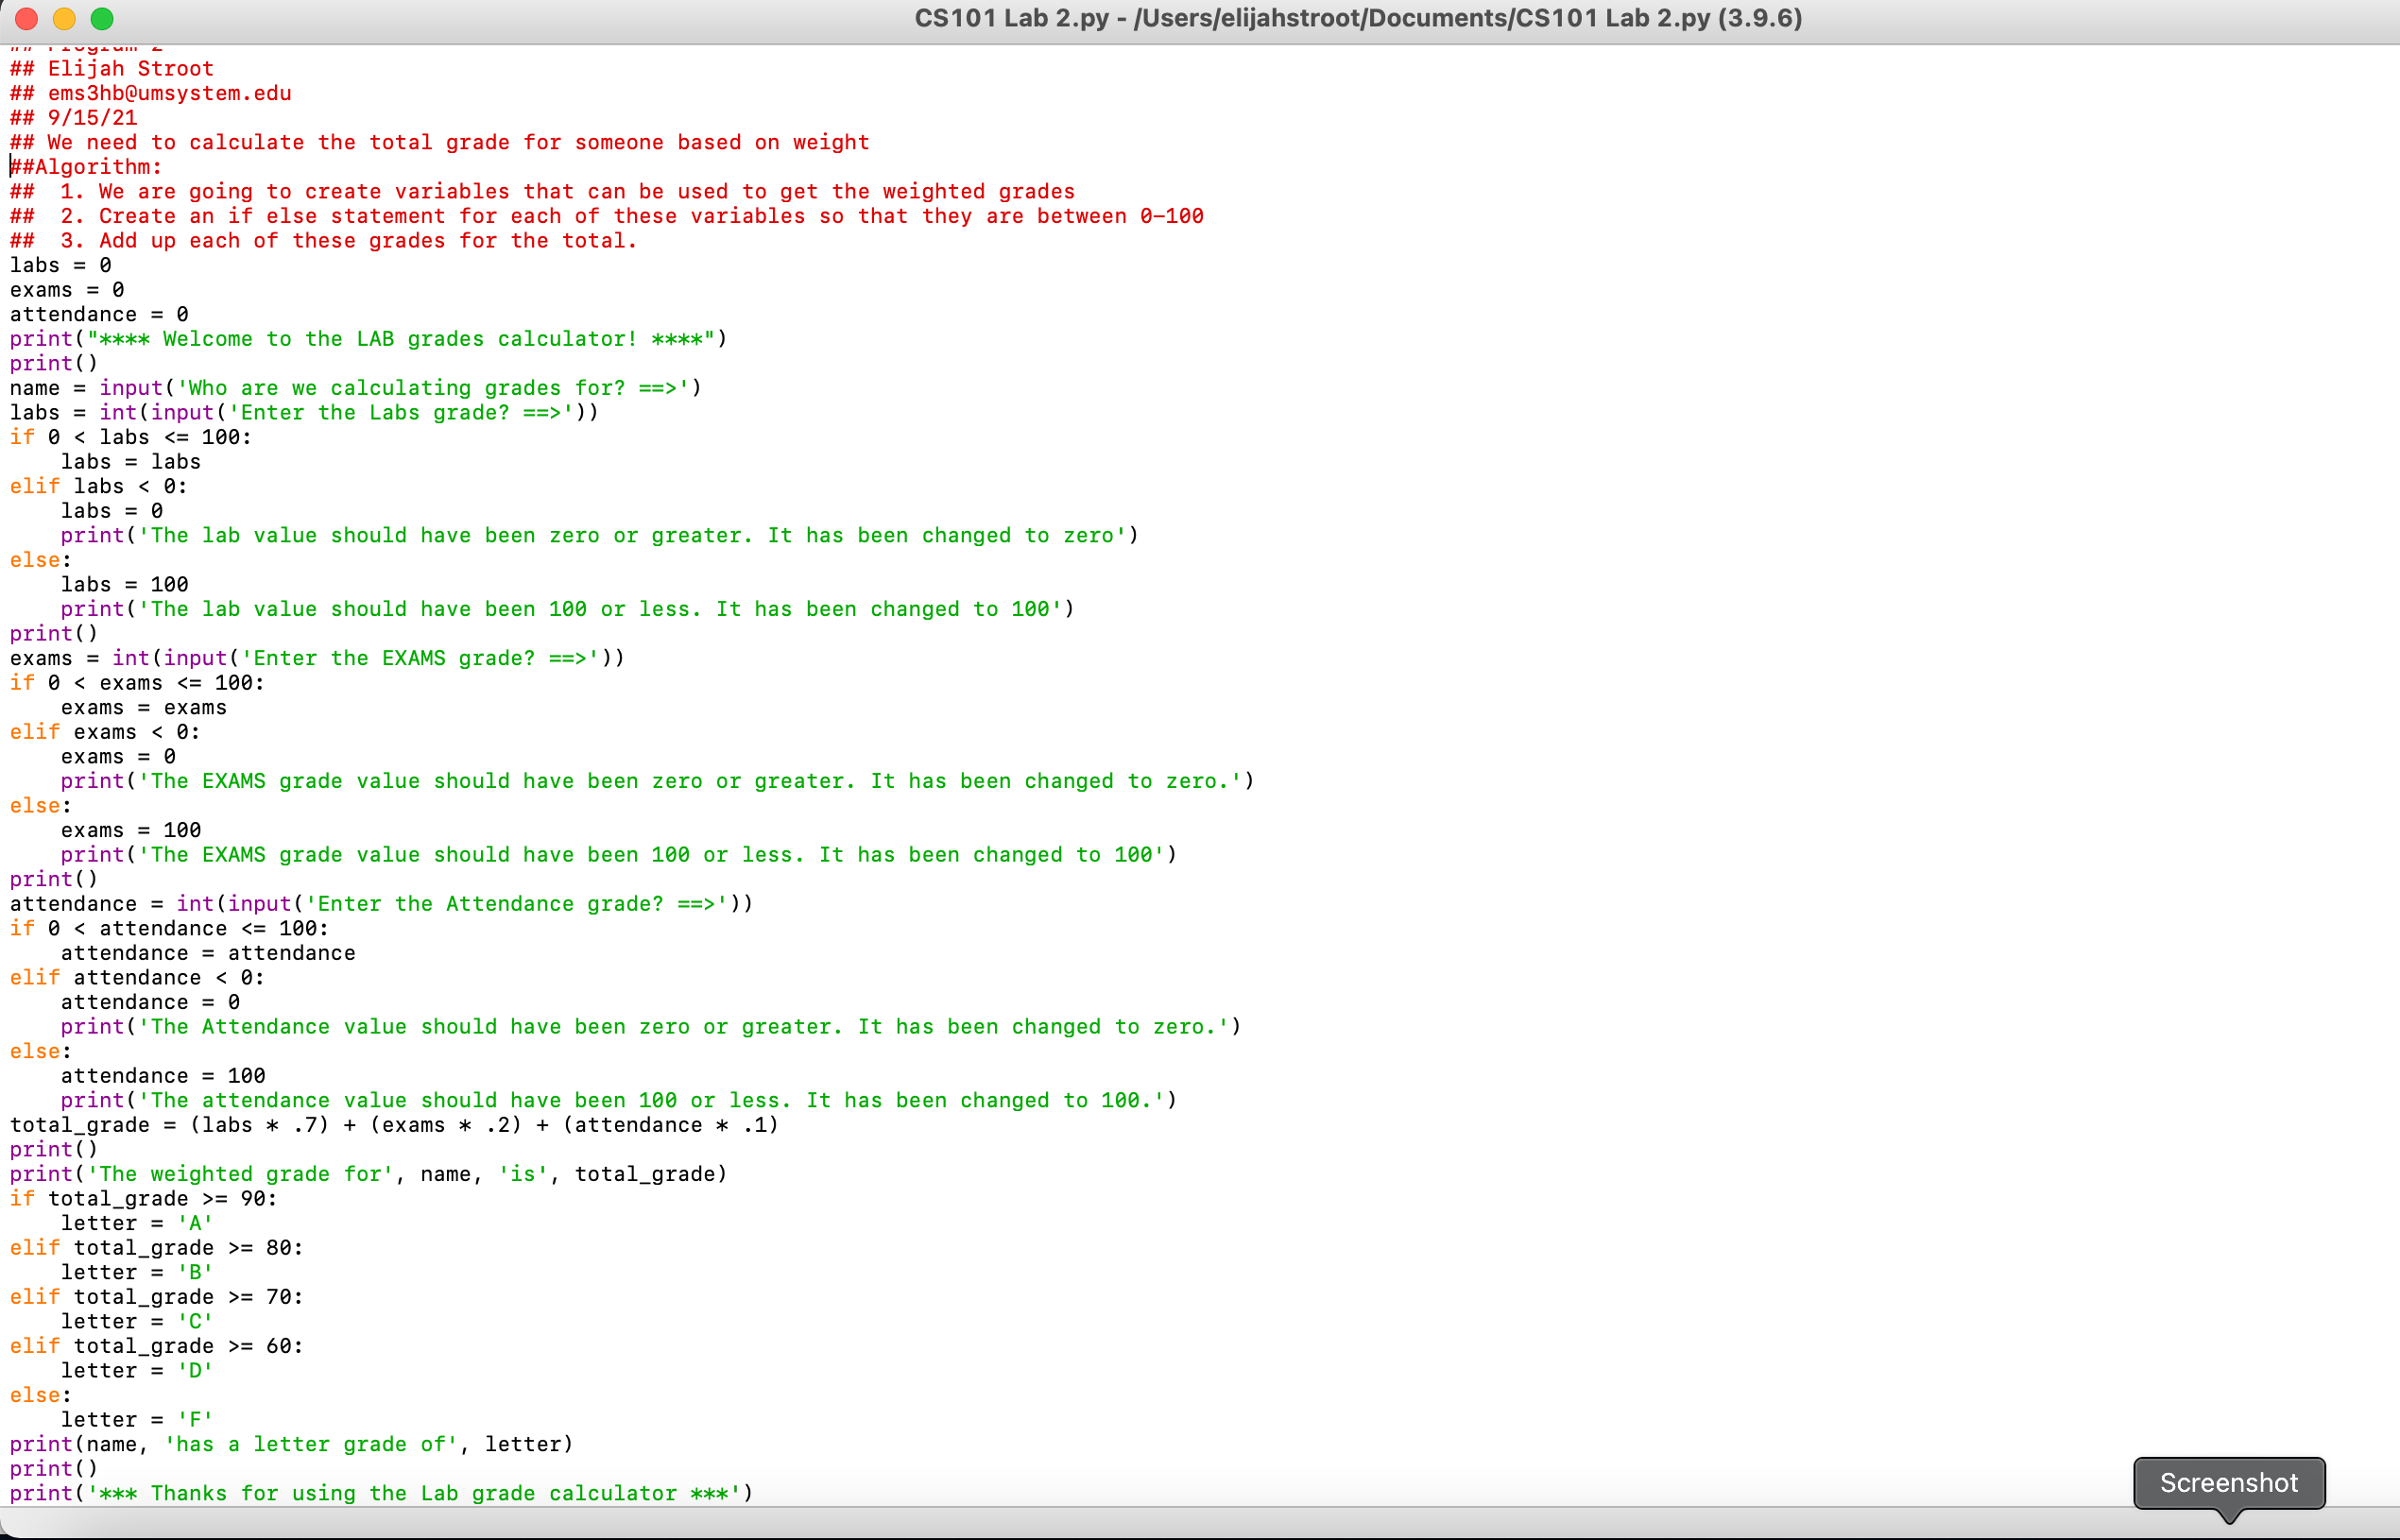 CS101 Lab 2.py - /Users/elijahstroot/Documents/CS101 Lab 2.py (3.9.6)
## Program 2
## Elijah Stroot
## ems3hb@umsystem.edu
## 9/15/21
## We need to calculate the total grade for someone based on weight
##Algorithm:
##  1. We are going to create variables that can be used to get the weighted grades
##  2. Create an if else statement for each of these variables so that they are between 0-100
##  3. Add up each of these grades for the total.
labs = 0
exams = 0
attendance = 0
print("**** Welcome to the LAB grades calculator! ****")
print()
name = input('Who are we calculating grades for? ==>')
labs = int(input('Enter the Labs grade? ==>'))
if 0 < labs <= 100:
    labs = labs
elif labs < 0:
    labs = 0
    print('The lab value should have been zero or greater. It has been changed to zero')
else:
    labs = 100
    print('The lab value should have been 100 or less. It has been changed to 100')
print()
exams = int(input('Enter the EXAMS grade? ==>'))
if 0 < exams <= 100:
    exams = exams
elif exams < 0:
    exams = 0
    print('The EXAMS grade value should have been zero or greater. It has been changed to zero.')
else:
    exams = 100
    print('The EXAMS grade value should have been 100 or less. It has been changed to 100')
print()
attendance = int(input('Enter the Attendance grade? ==>'))
if 0 < attendance <= 100:
    attendance = attendance
elif attendance < 0:
    attendance = 0
    print('The Attendance value should have been zero or greater. It has been changed to zero.')
else:
    attendance = 100
    print('The attendance value should have been 100 or less. It has been changed to 100.')
total_grade = (labs * .7) + (exams * .2) + (attendance * .1)
print()
print('The weighted grade for', name, 'is', total_grade)
if total_grade >= 90:
    letter = 'A'
elif total_grade >= 80:
    letter = 'B'
elif total_grade >= 70:
    letter = 'C'
elif total_grade >= 60:
    letter = 'D'
else:
    letter = 'F'
print(name, 'has a letter grade of', letter)
print()
print('*** Thanks for using the Lab grade calculator ***')
Screenshot